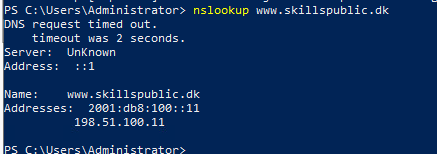 PS C:\Users\Administrator> nslookup www.skillspublic.dk
DNS request timed out.
    timeout was 2 seconds.
Server:  UnKnown
Address:  ::1

Name:    www.skillspublic.dk
Addresses:  2001:db8:100::11
          198.51.100.11

PS C:\Users\Administrator>